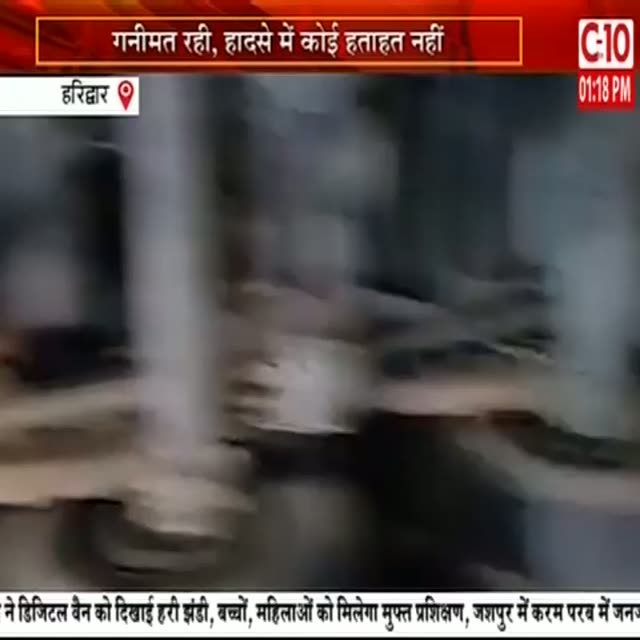 गनीमत रही, हादसे में कोई हताहत नहीं
C:10
हरिद्वार
01:18 PM
ने डिजिटल वैन को दिखाई हरी झंडी, बच्चों, महिलाओं को मिलेगा मुफ्त प्रशिक्षण, जशपुर में करम परब में